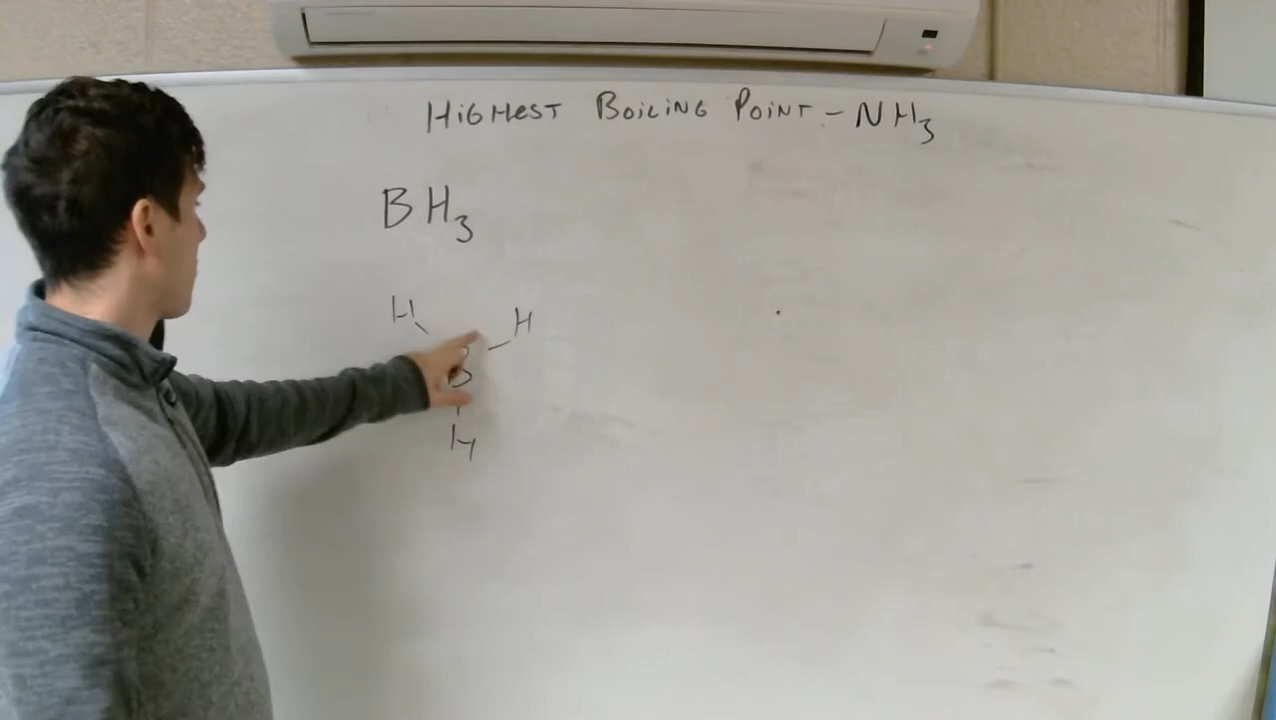 HIGHEST BOILING POINT - NH₃
BH₃
H H
B
H